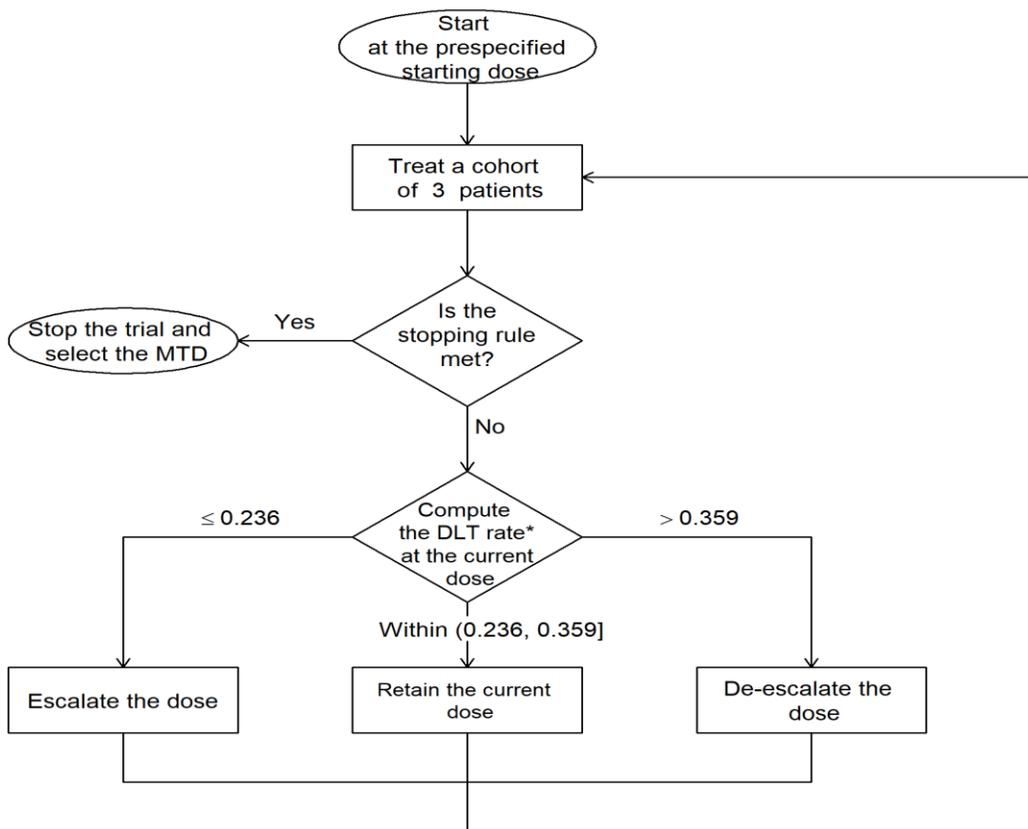 Start
at the prespecified
starting dose
Treat a cohort
of 3 patients
Is the
stopping rule
met?
Yes
Stop the trial and
select the MTD
No
Compute
the DLT rate*
at the current
dose
≤ 0.236
> 0.359
Within (0.236, 0.359]
Escalate the dose
Retain the current
dose
De-escalate the
dose